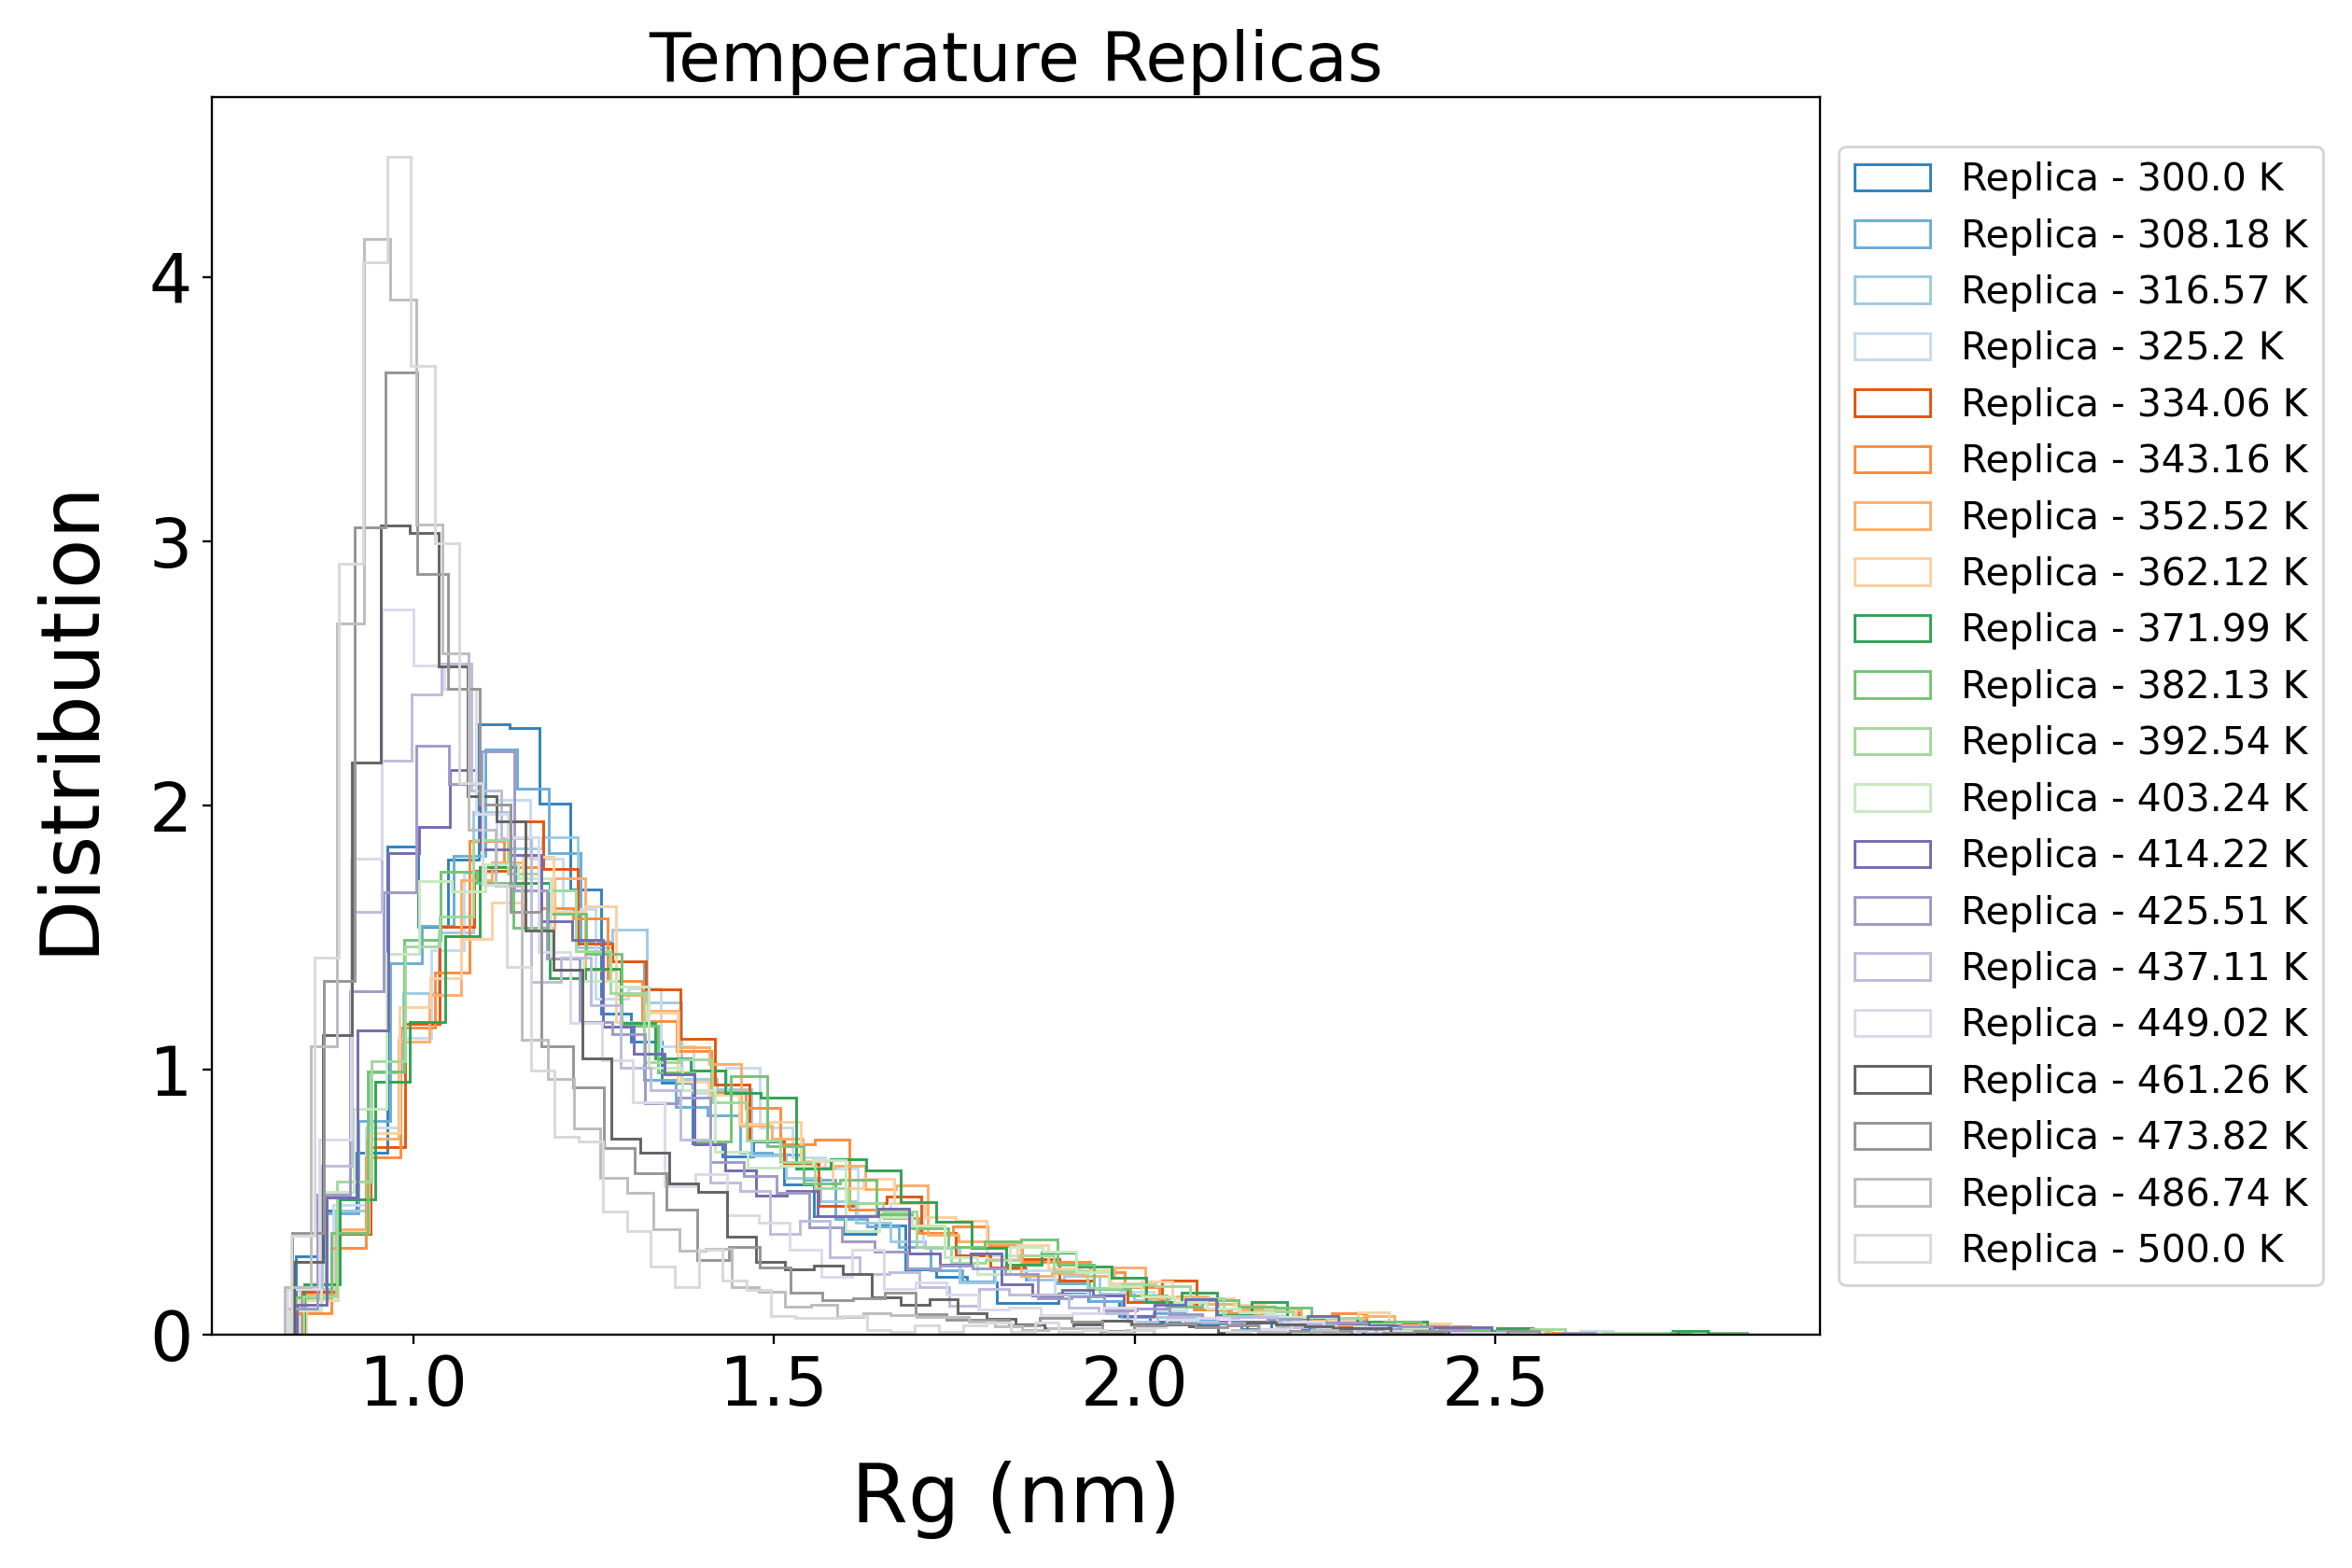 Temperature Replicas
Distribution
4
3
2
1
0
1.0
1.5
2.0
2.5
Rg (nm)
Replica - 300.0 K
Replica - 308.18 K
Replica - 316.57 K
Replica - 325.2 K
Replica - 334.06 K
Replica - 343.16 K
Replica - 352.52 K
Replica - 362.12 K
Replica - 371.99 K
Replica - 382.13 K
Replica - 392.54 K
Replica - 403.24 K
Replica - 414.22 K
Replica - 425.51 K
Replica - 437.11 K
Replica - 449.02 K
Replica - 461.26 K
Replica - 473.82 K
Replica - 486.74 K
Replica - 500.0 K